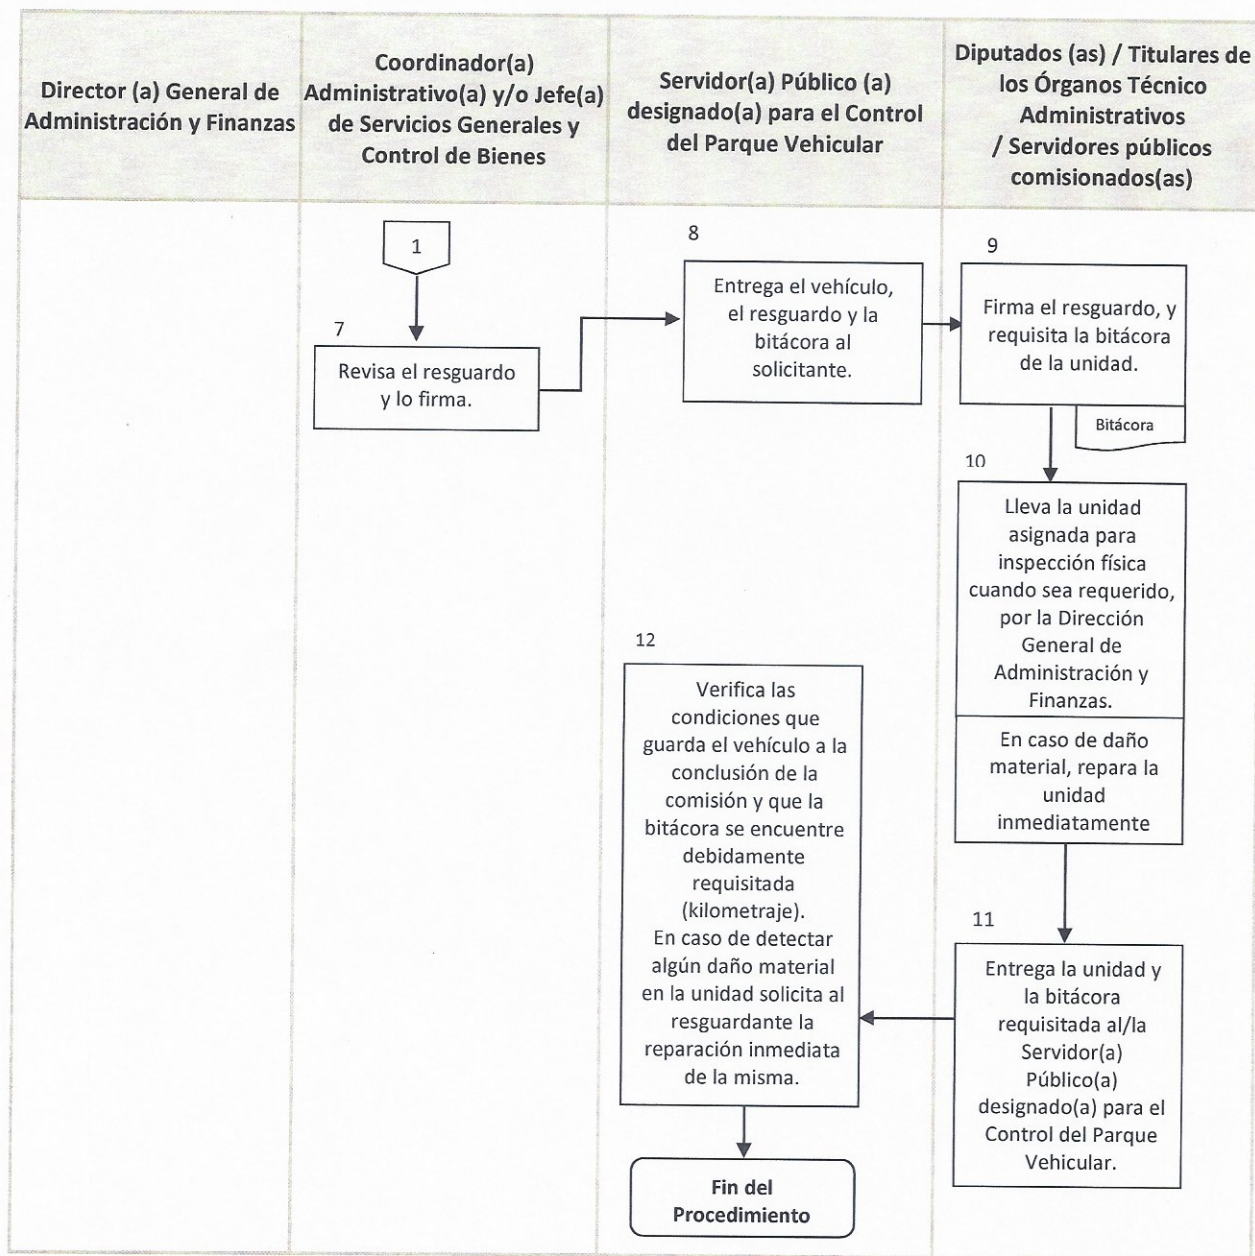 Director (a) General de
Administración y Finanzas
Coordinador(a)
Administrativo(a) y/o Jefe(a)
de Servicios Generales y
Control de Bienes
Servidor(a) Público (a)
designado(a) para el Control
del Parque Vehicular
Diputados (as) / Titulares de
los Órganos Técnico
Administrativos
/ Servidores públicos
comisionados(as)
1
7
Revisa el resguardo
y lo firma.
8
Entrega el vehículo,
el resguardo y la
bitácora al
solicitante.
9
Firma el resguardo, y
requisita la bitácora
de la unidad.
Bitácora
10
Lleva la unidad
asignada para
inspección física
cuando sea requerido,
por la Dirección
General de
Administración y
Finanzas.
En caso de daño
material, repara la
unidad
inmediatamente
11
Entrega la unidad y
la bitácora
requisitada al/la
Servidor(a)
Público(a)
designado(a) para el
Control del Parque
Vehicular.
12
Verifica las
condiciones que
guarda el vehículo a la
conclusión de la
comisión y que la
bitácora se encuentre
debidamente
requisitada
(kilometraje).
En caso de detectar
algún daño material
en la unidad solicita al
resguardante la
reparación inmediata
de la misma.
Fin del
Procedimiento